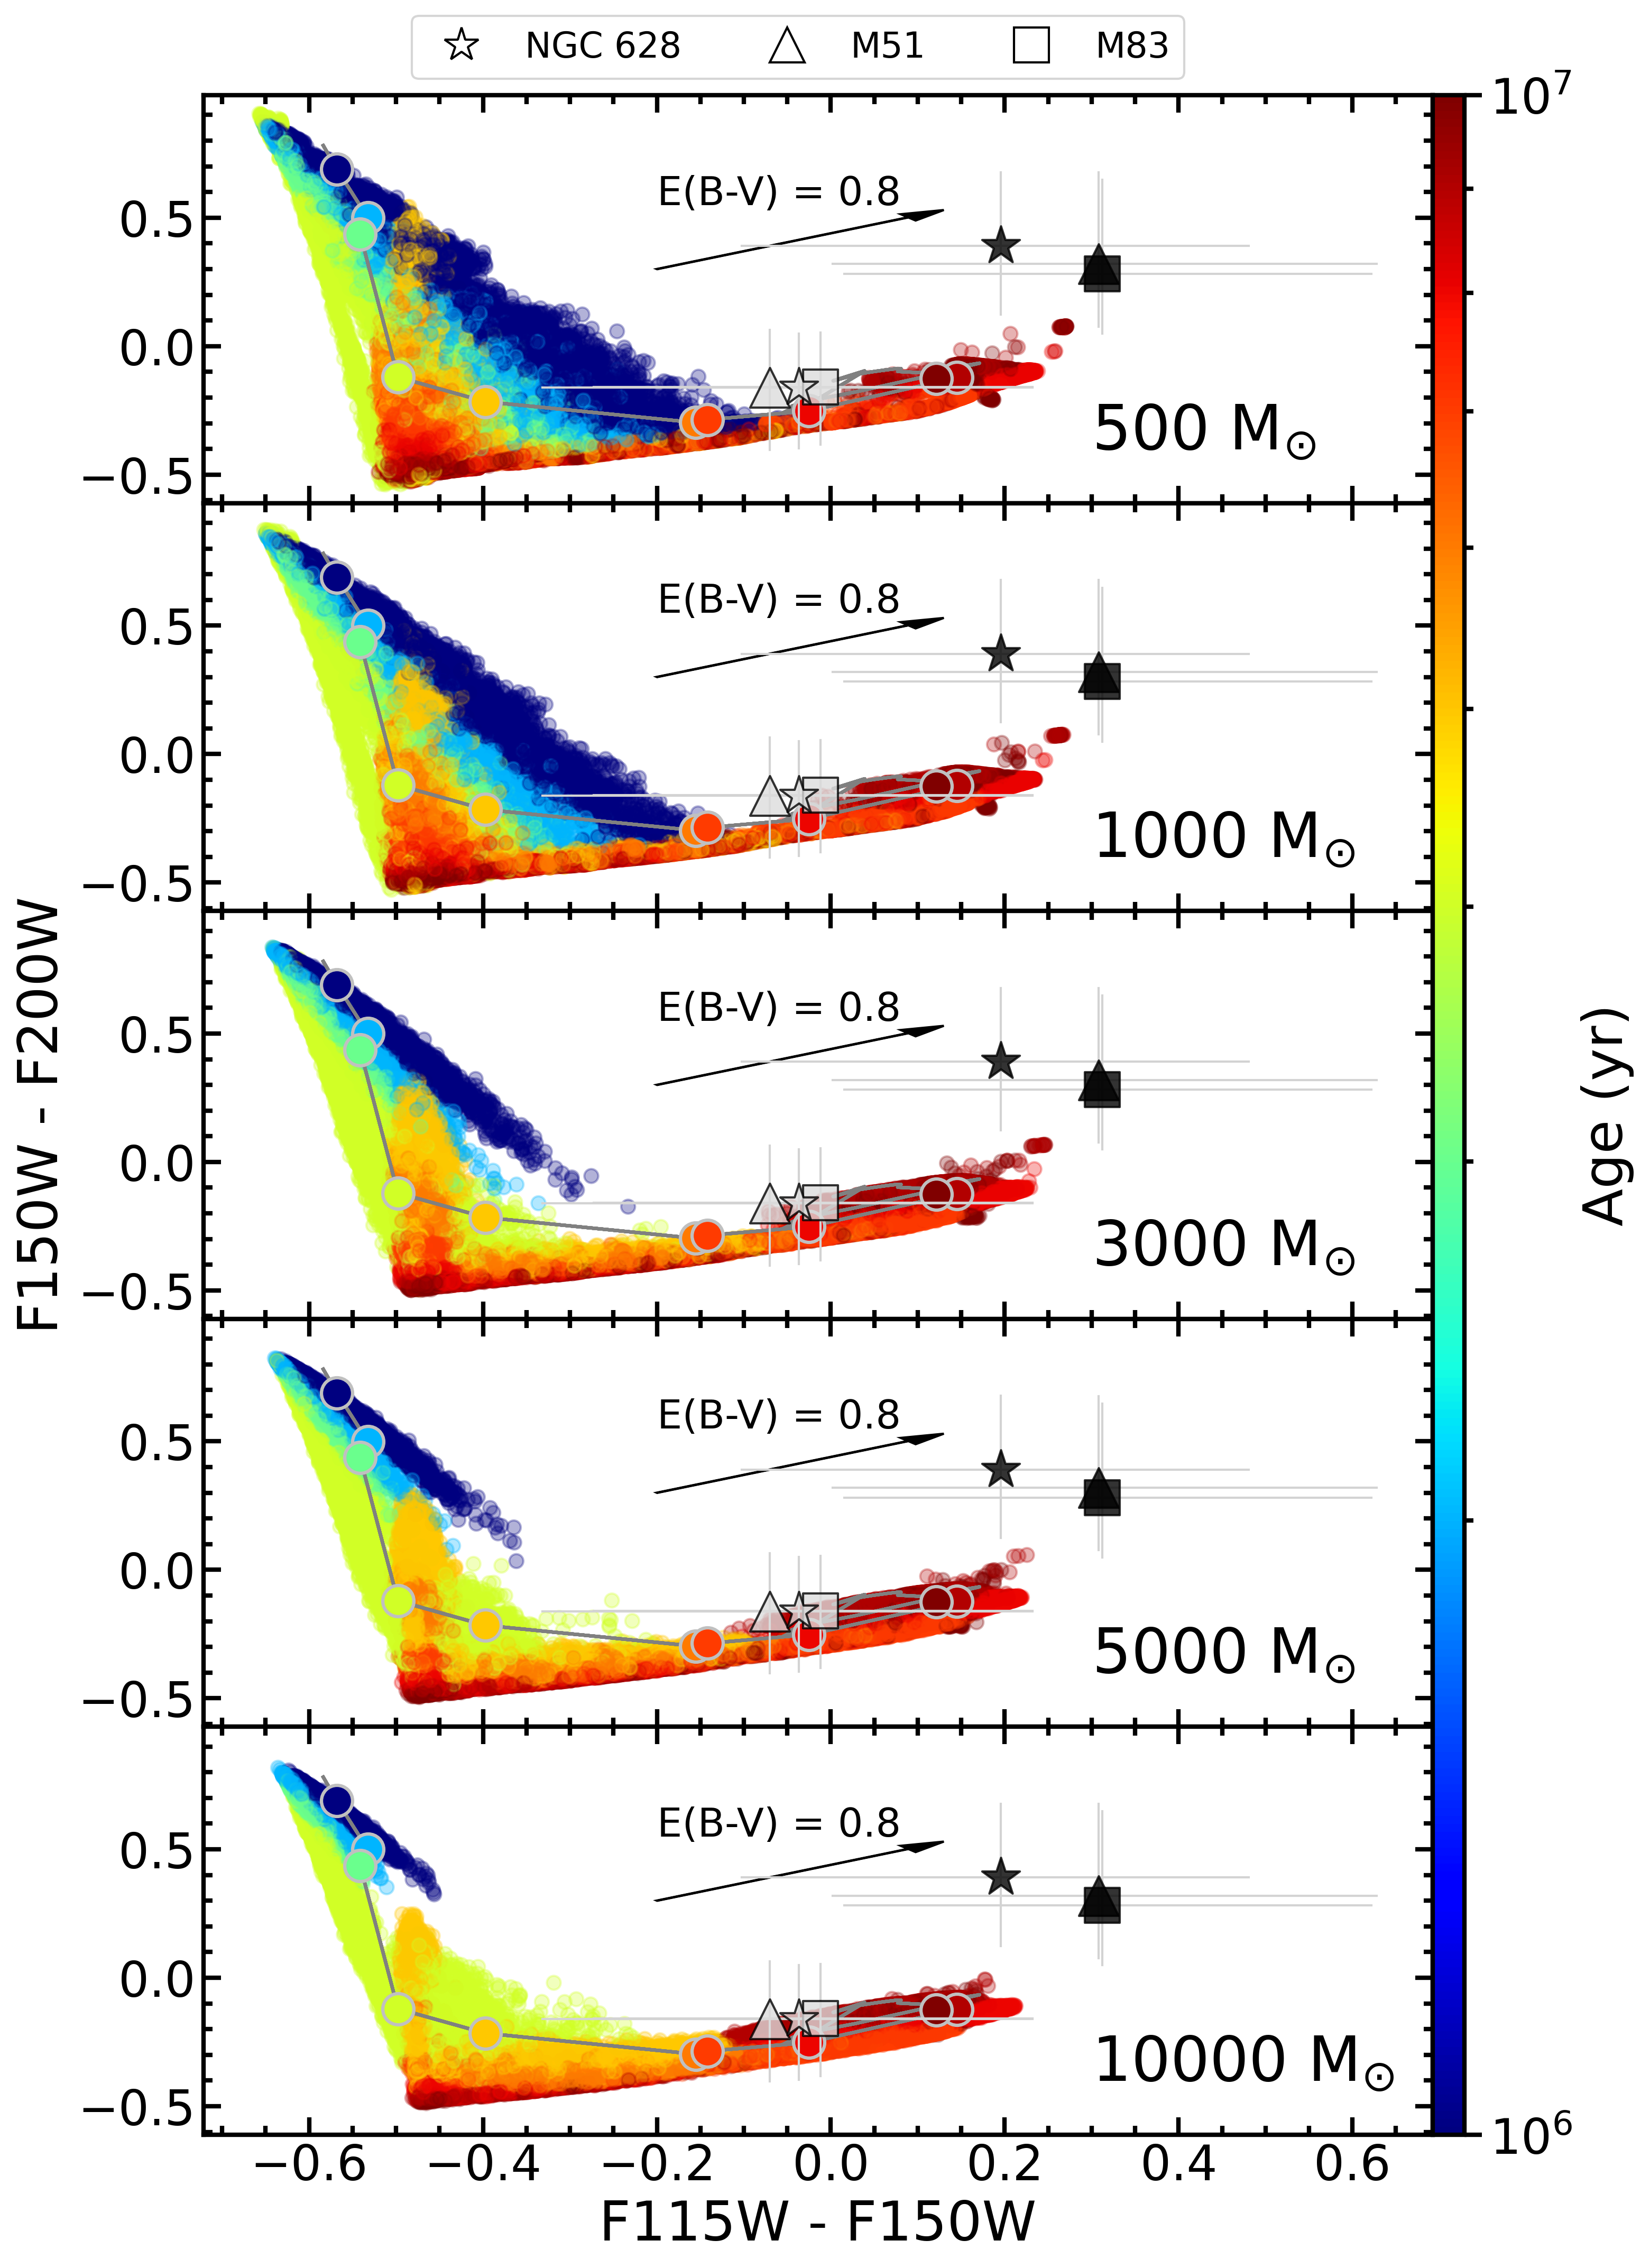 NGC 628 M51 M83
10⁷
E(B-V) = 0.8
0.5
0.0
−0.5
500 M⊙
E(B-V) = 0.8
0.5
0.0
−0.5
1000 M⊙
E(B-V) = 0.8
0.5
0.0
−0.5
3000 M⊙
F150W - F200W
Age (yr)
E(B-V) = 0.8
0.5
0.0
−0.5
5000 M⊙
E(B-V) = 0.8
0.5
0.0
−0.5
10000 M⊙
10⁶
−0.6 −0.4 −0.2 0.0 0.2 0.4 0.6
F115W - F150W